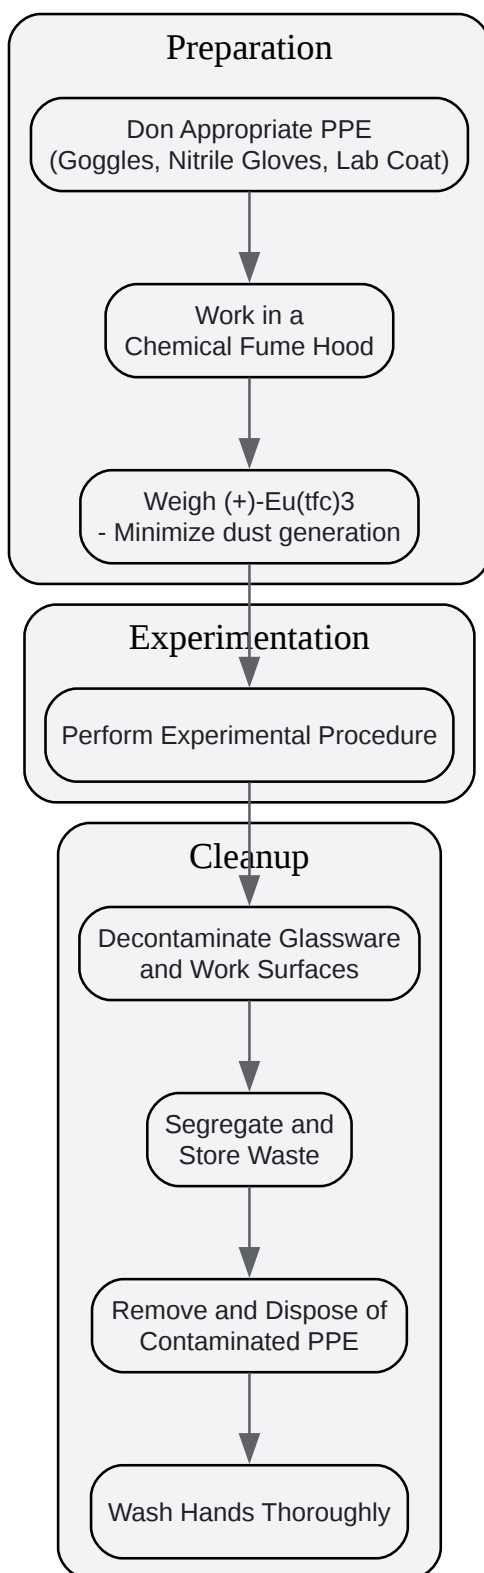 Preparation
Don Appropriate PPE
(Goggles, Nitrile Gloves, Lab Coat)
Work in a
Chemical Fume Hood
Weigh (+)-Eu(tfc)3
- Minimize dust generation
Experimentation
Perform Experimental Procedure
Cleanup
Decontaminate Glassware
and Work Surfaces
Segregate and
Store Waste
Remove and Dispose of
Contaminated PPE
Wash Hands Thoroughly